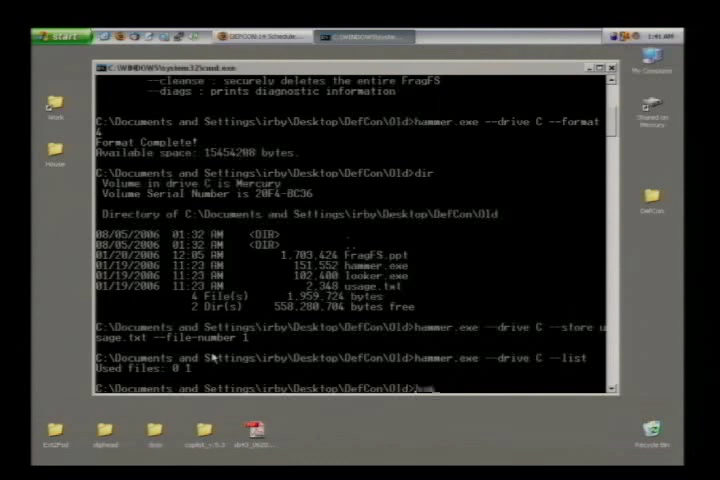 start
DEFCON-14 Schedule...
C:\WINDOWS\system...
1:41 AM
C:\WINDOWS\system32\cmd.exe
--cleanse : securely deletes the entire FragFS
--diags : prints diagnostic information
C:\Documents and Settings\irby\Desktop\DefCon\Old>hammer.exe --drive C --format
4
Format Complete!
Available space: 15454208 bytes.
C:\Documents and Settings\irby\Desktop\DefCon\Old>dir
Volume in drive C is Mercury
Volume Serial Number is 20F4-BC36
Directory of C:\Documents and Settings\irby\Desktop\DefCon\Old
08/05/2006 01:32 AM <DIR> .
08/05/2006 01:32 AM <DIR> ..
01/20/2006 12:05 AM 1,703,424 FragFS.ppt
01/19/2006 11:23 AM 151,552 hammer.exe
01/19/2006 11:23 AM 102,400 looker.exe
01/19/2006 11:23 AM 2,348 usage.txt
4 File(s) 1,959,724 bytes
2 Dir(s) 558,280,704 bytes free
C:\Documents and Settings\irby\Desktop\DefCon\Old>hammer.exe --drive C --store u
sage.txt --file-number 1
C:\Documents and Settings\irby\Desktop\DefCon\Old>hammer.exe --drive C --list
Used files: 0 1
C:\Documents and Settings\irby\Desktop\DefCon\Old>
My Computer
Work
Shared on
Mercury
House
DefCon
Ext2Fsd
Recycle Bin